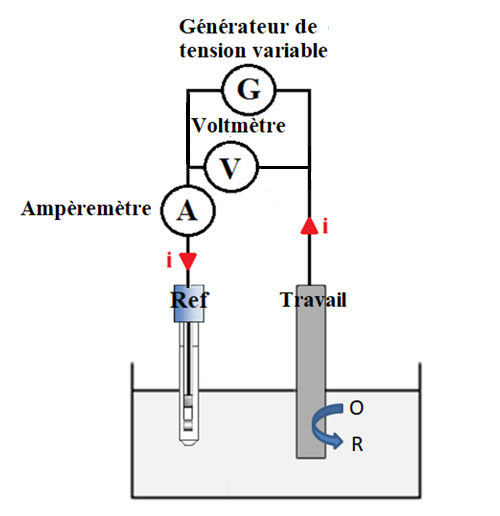 Générateur de
tension variable
G
Voltmètre
V
Ampèremètre
A
i
i
Ref
Travail
O
R